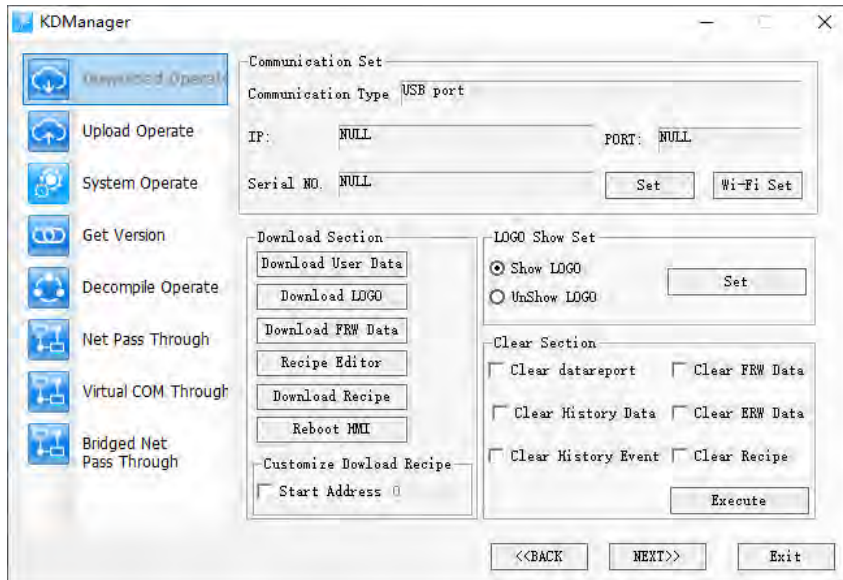 KDManager
Download Operate
Upload Operate
System Operate
Get Version
Decompile Operate
Net Pass Through
Virtual COM Through
Bridged Net
Pass Through
Communication Set
Communication Type USB port
IP: NULL PORT: NULL
Serial NO. NULL Set Wi-Fi Set
Download Section
Download User Data
Download LOGO
Download FRW Data
Recipe Editor
Download Recipe
Reboot HMI
Customize Dowload Recipe
Start Address 0
LOGO Show Set
Show LOGO
UnShow LOGO
Set
Clear Section
Clear datareport Clear FRW Data
Clear History Data Clear ERW Data
Clear History Event Clear Recipe
Execute
<<BACK NEXT>> Exit